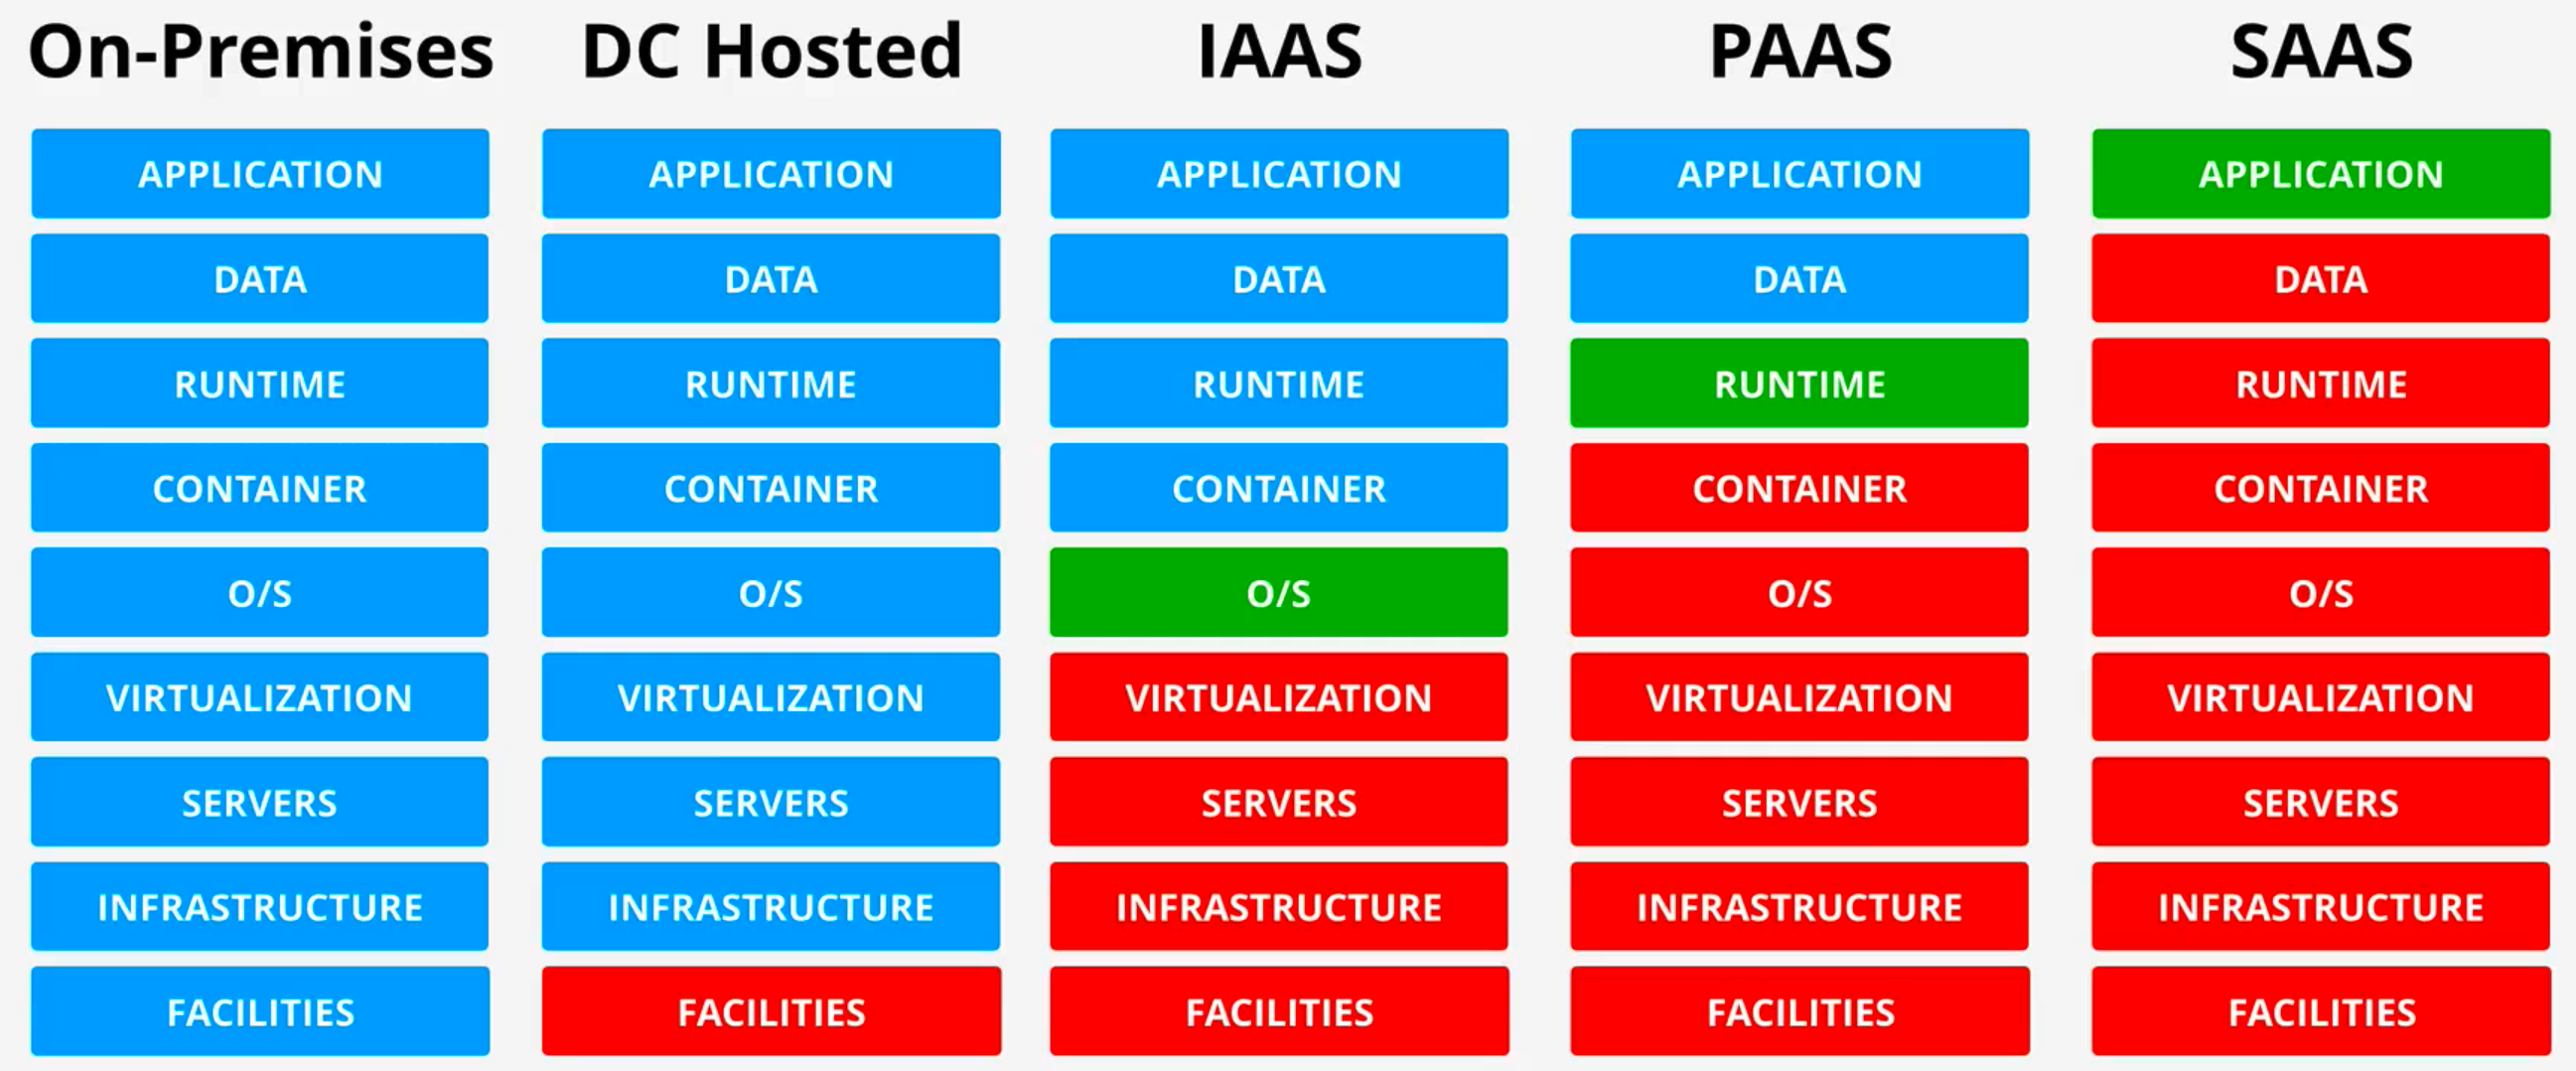 On-Premises DC Hosted IAAS PAAS SAAS
APPLICATION APPLICATION APPLICATION APPLICATION APPLICATION
DATA DATA DATA DATA DATA
RUNTIME RUNTIME RUNTIME RUNTIME RUNTIME
CONTAINER CONTAINER CONTAINER CONTAINER CONTAINER
O/S O/S O/S O/S O/S
VIRTUALIZATION VIRTUALIZATION VIRTUALIZATION VIRTUALIZATION VIRTUALIZATION
SERVERS SERVERS SERVERS SERVERS SERVERS
INFRASTRUCTURE INFRASTRUCTURE INFRASTRUCTURE INFRASTRUCTURE INFRASTRUCTURE
FACILITIES FACILITIES FACILITIES FACILITIES FACILITIES